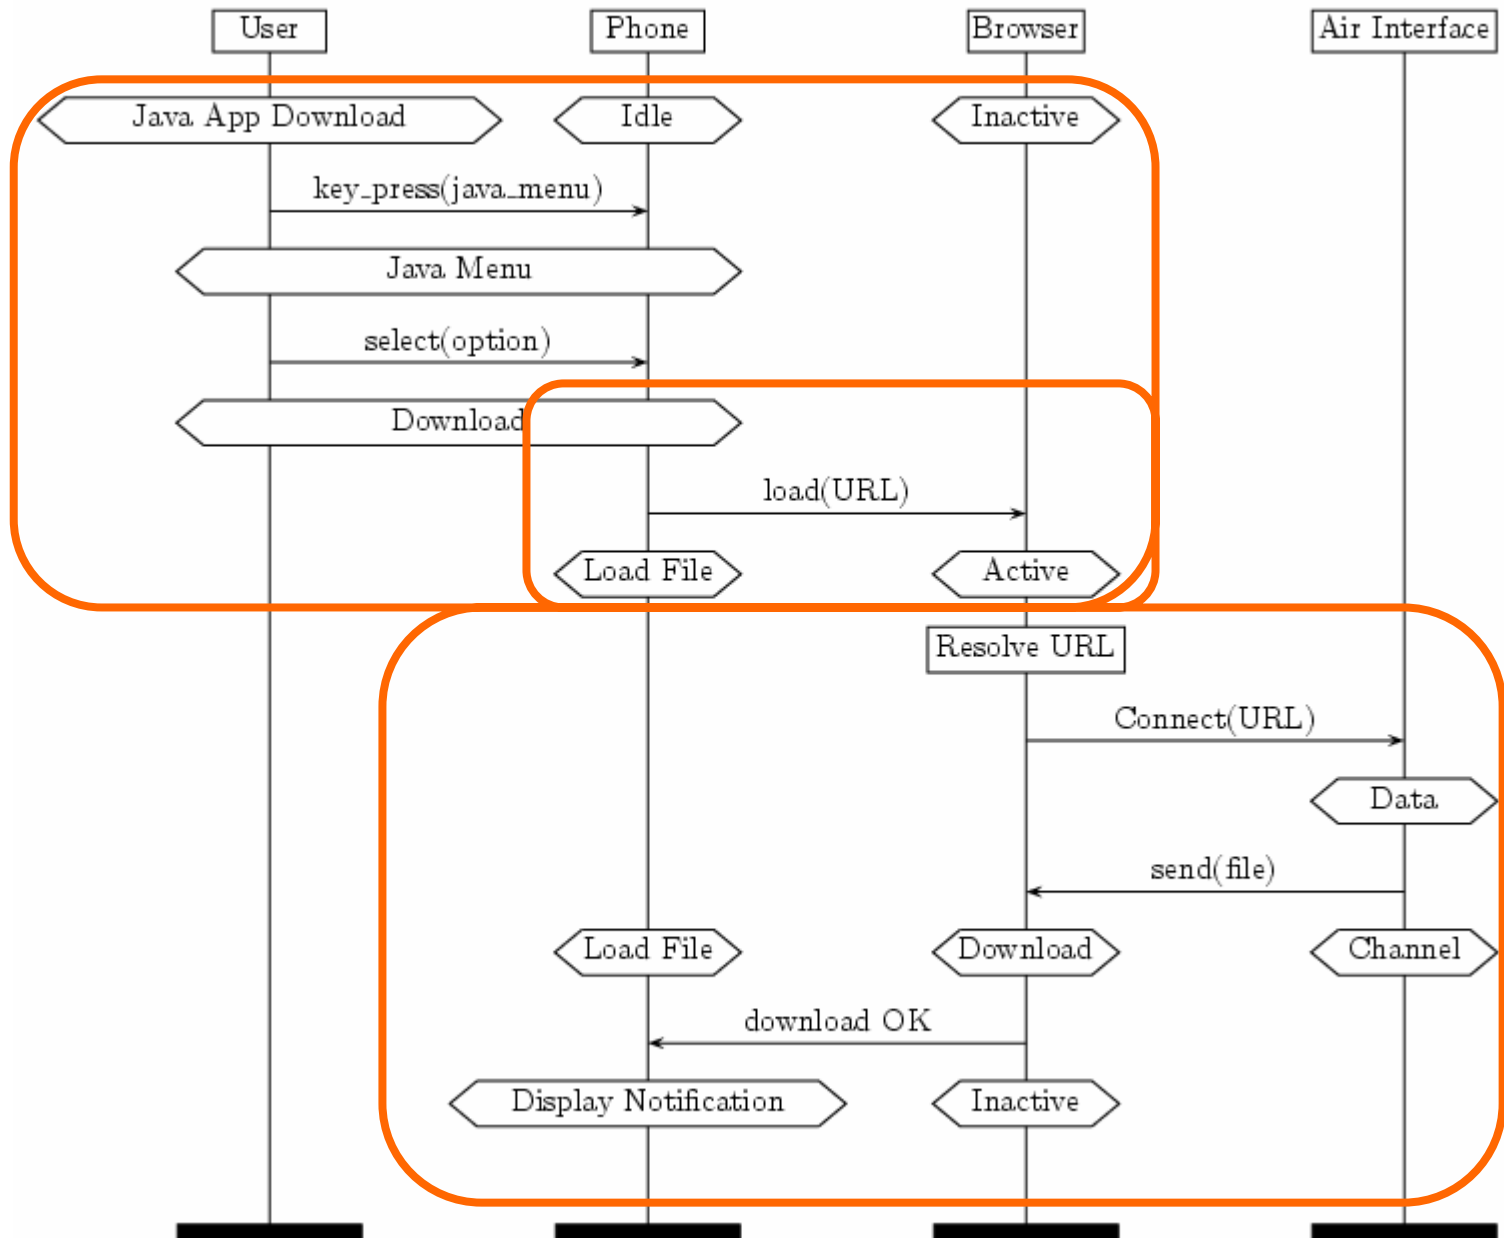 User
Phone
Browser
Air Interface
Java App Download
Idle
Inactive
key_press(java_menu)
Java Menu
select(option)
Download
load(URL)
Load File
Active
Resolve URL
Connect(URL)
Data
send(file)
Load File
Download
Channel
download OK
Display Notification
Inactive